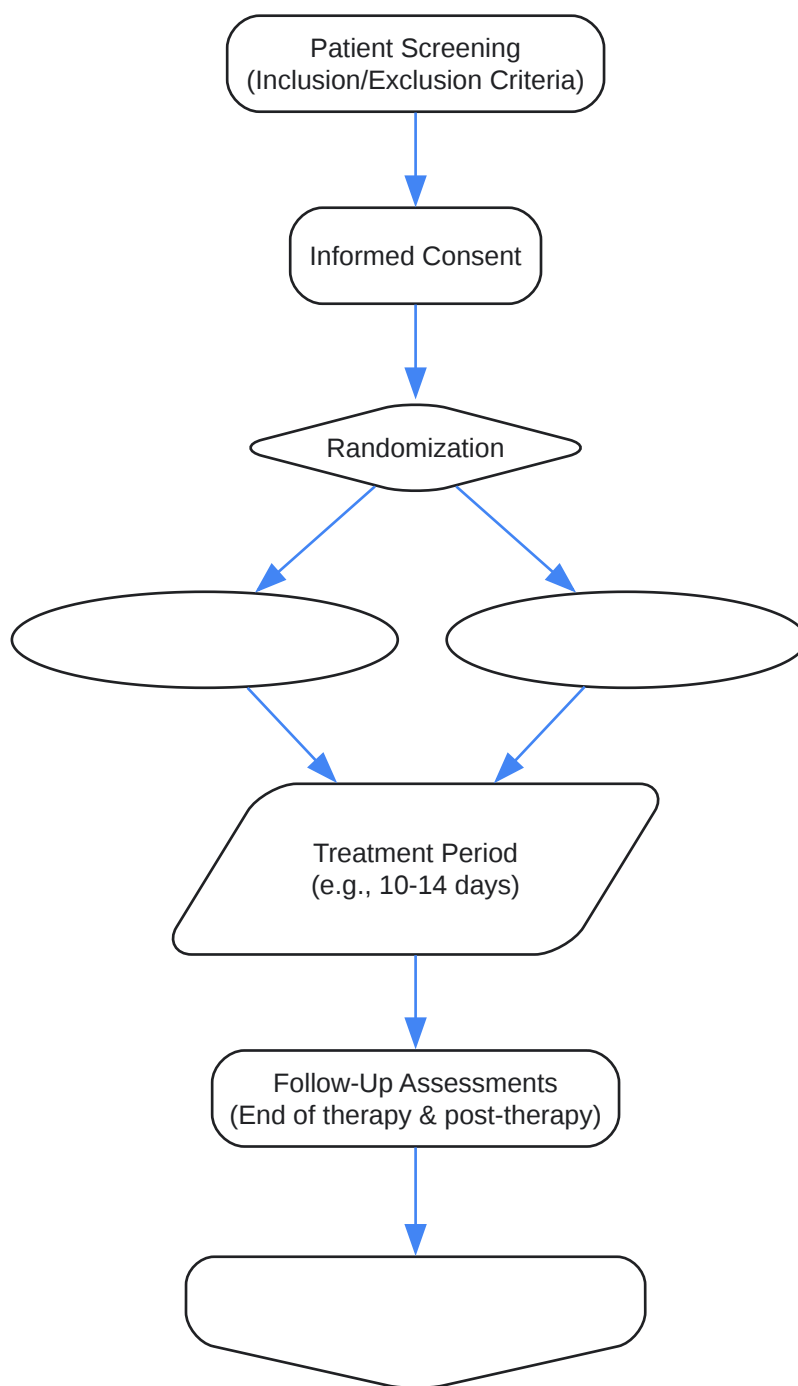 Patient Screening
(Inclusion/Exclusion Criteria)
Informed Consent
Randomization
Treatment Period
(e.g., 10-14 days)
Follow-Up Assessments
(End of therapy & post-therapy)